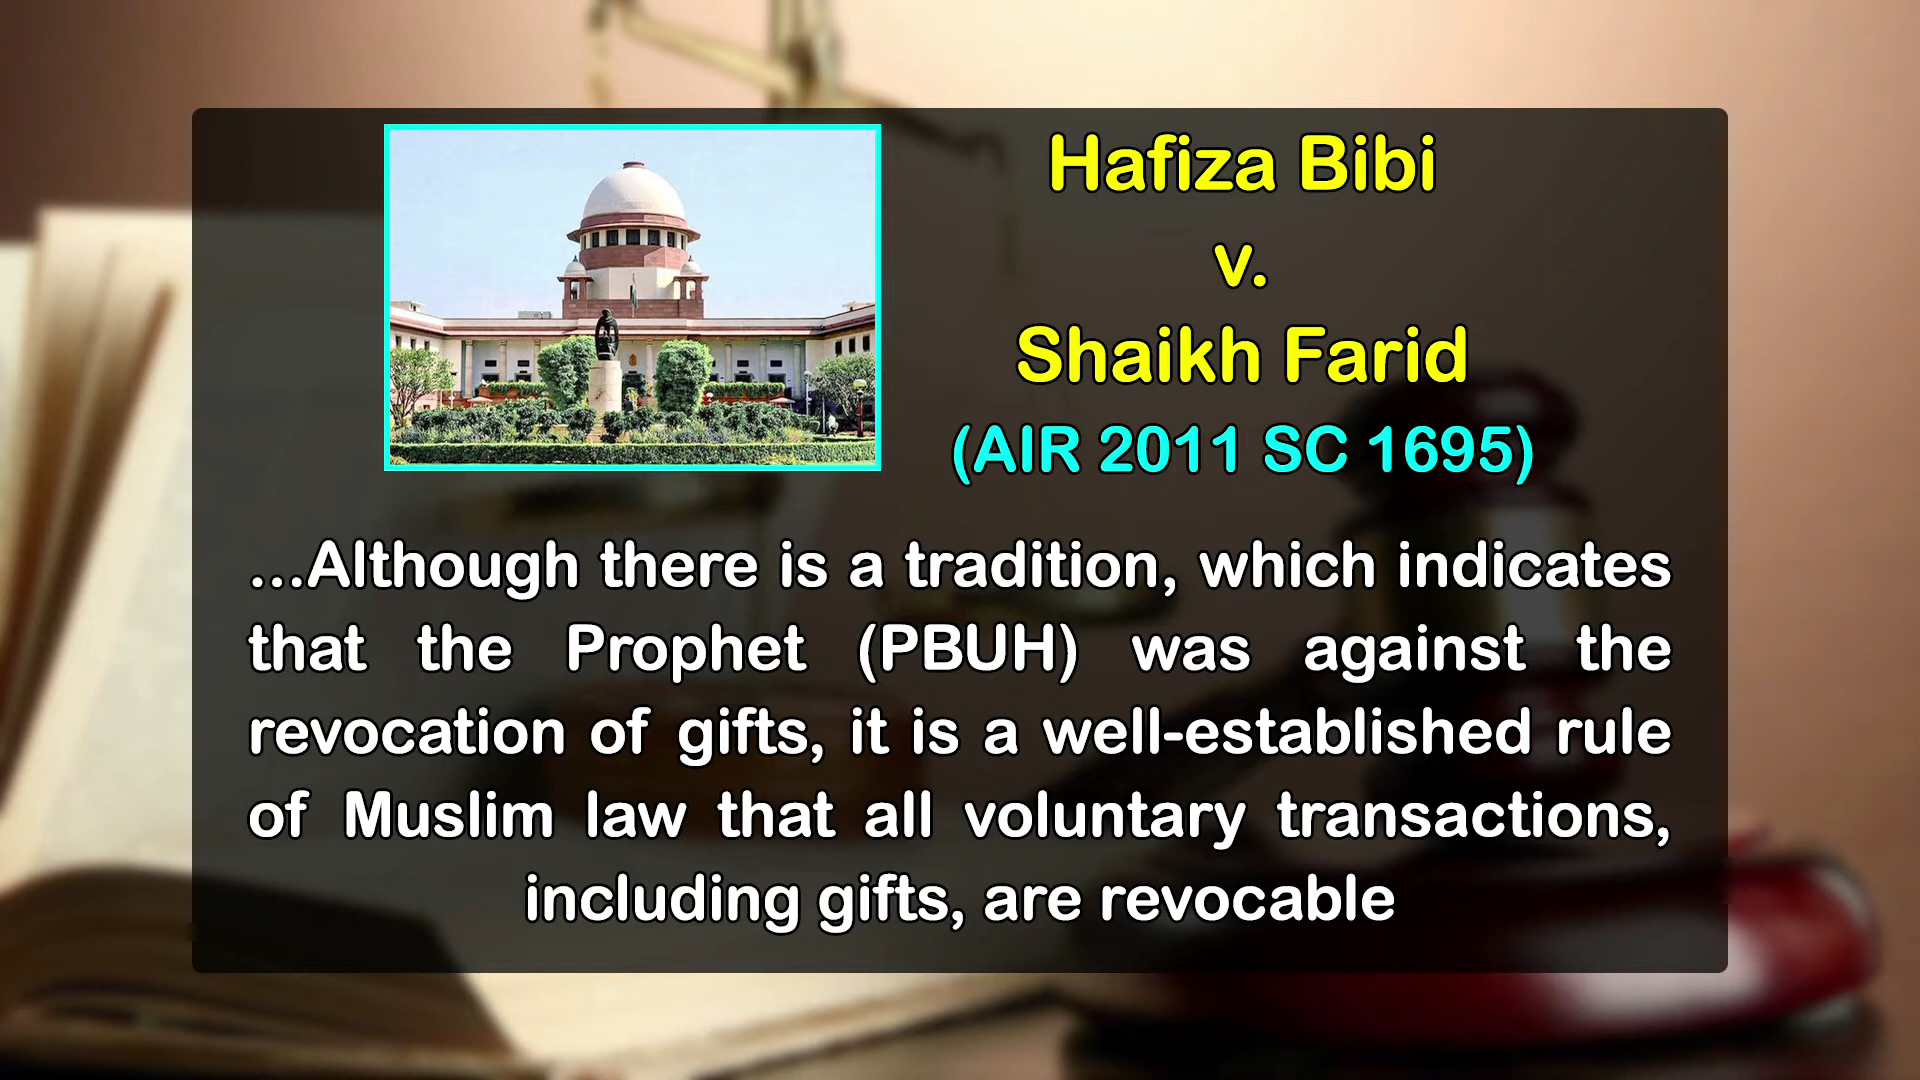 Hafiza Bibi
v.
Shaikh Farid
(AIR 2011 SC 1695)
...Although there is a tradition, which indicates
that the Prophet (PBUH) was against the
revocation of gifts, it is a well-established rule
of Muslim law that all voluntary transactions,
including gifts, are revocable